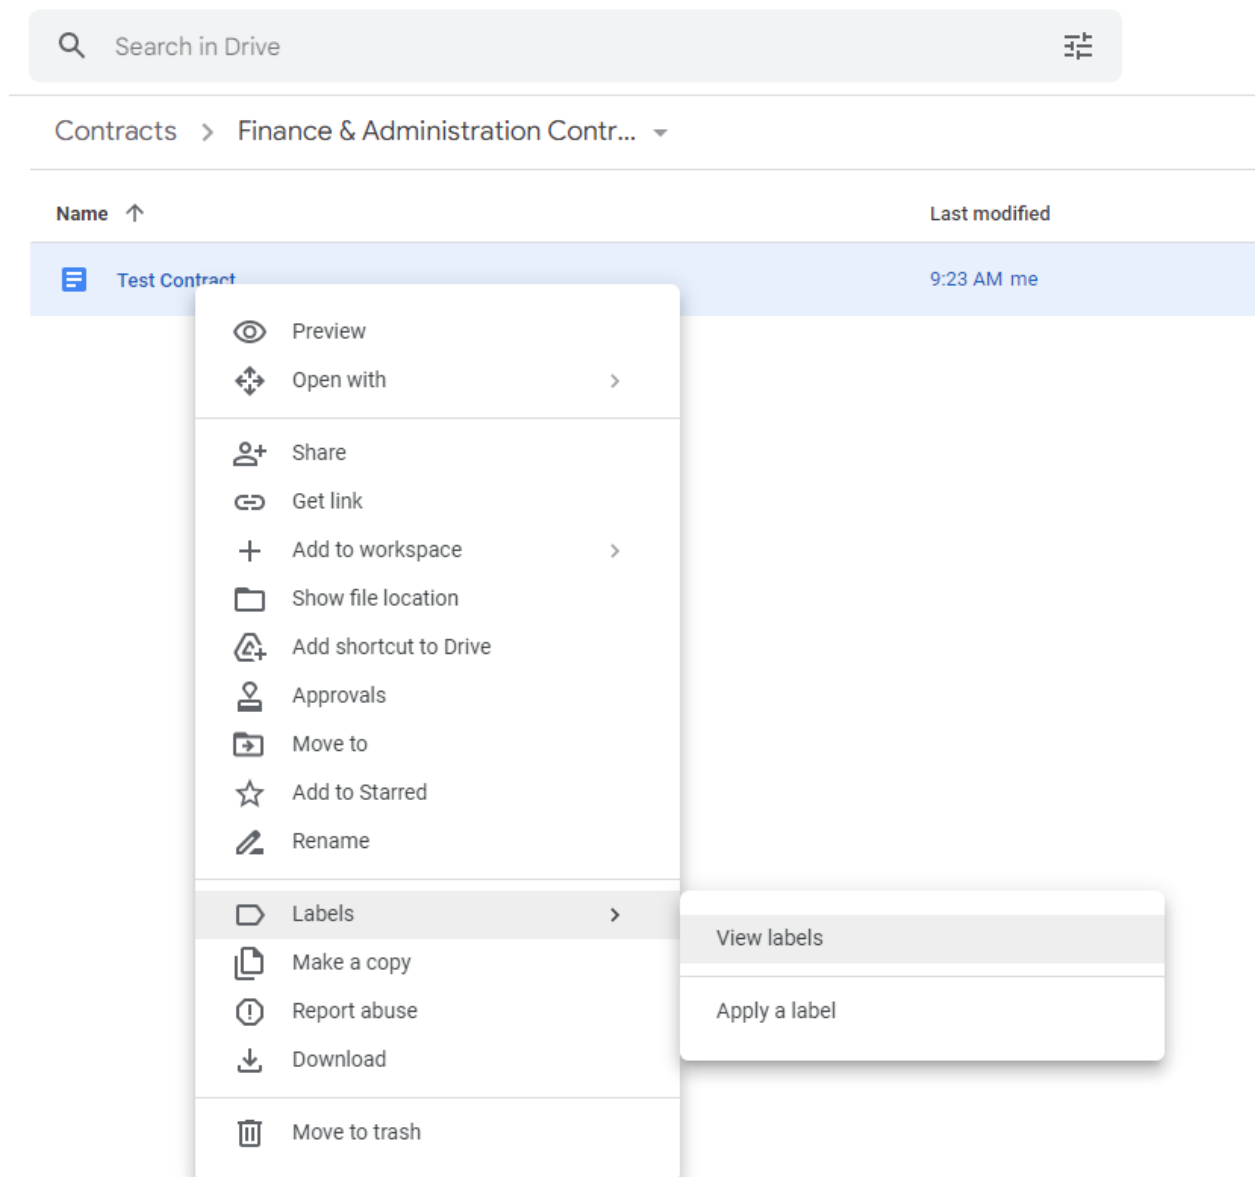 Search in Drive
Contracts > Finance & Administration Contr...
Name Last modified
Test Contract 9:23 AM me
Preview
Open with
Share
Get link
Add to workspace
Show file location
Add shortcut to Drive
Approvals
Move to
Add to Starred
Rename
Labels
View labels
Make a copy
Apply a label
Report abuse
Download
Move to trash